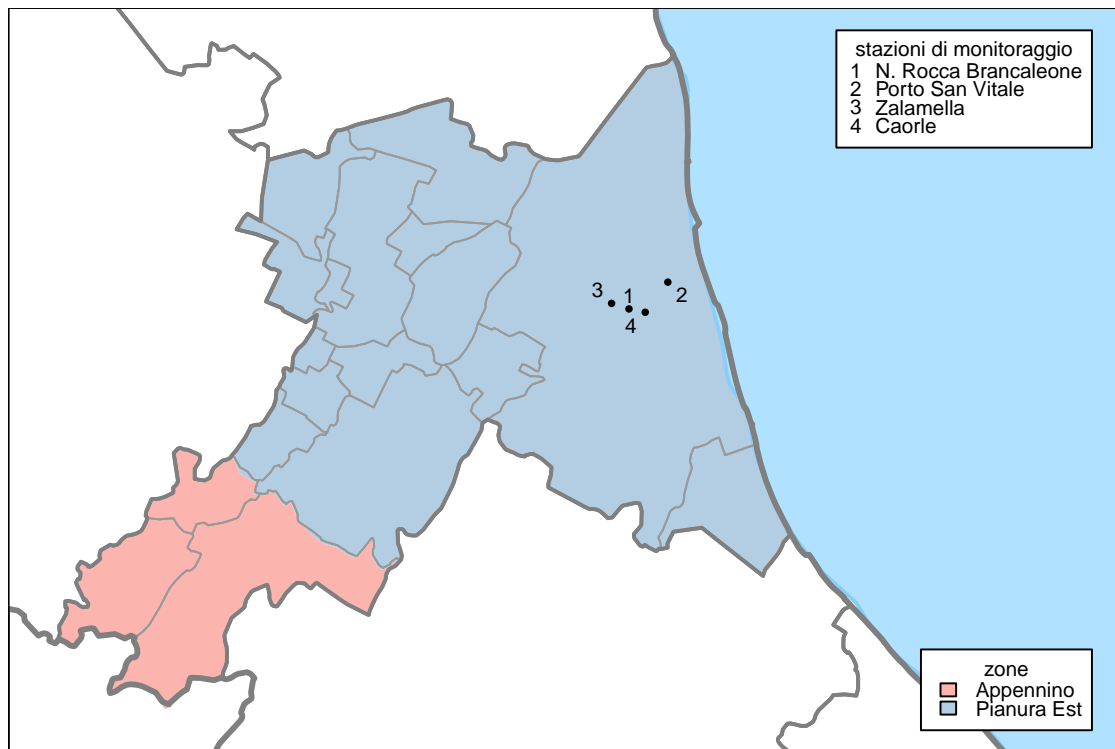 stazioni di monitoraggio
1 N. Rocca Brancaleone
2 Porto San Vitale
3 Zalamella
4 Caorle
3
1
2
4
zone
Appennino
Pianura Est